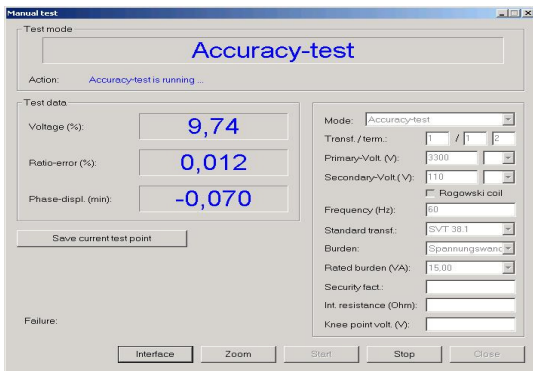 Manual test
Test mode
Accuracy-test
Action: Accuracy-test is running ...
Test data
Voltage (%): 9,74
Ratio-error (%): 0,012
Phase-displ. (min): -0,070
Save current test point
Mode: Accuracy-test
Transf./term.: 1 / 1 2
Primary-Volt. (V): 3300
Secondary-Volt.(V): 110
Rogowski coil
Frequency (Hz): 60
Standard transf.: SVT 38.1
Burden: Spannungswanc
Rated burden (VA): 15,00
Security fact.:
Int. resistance (Ohm):
Knee point volt. (V):
Failure:
Interface Zoom Start Stop Close